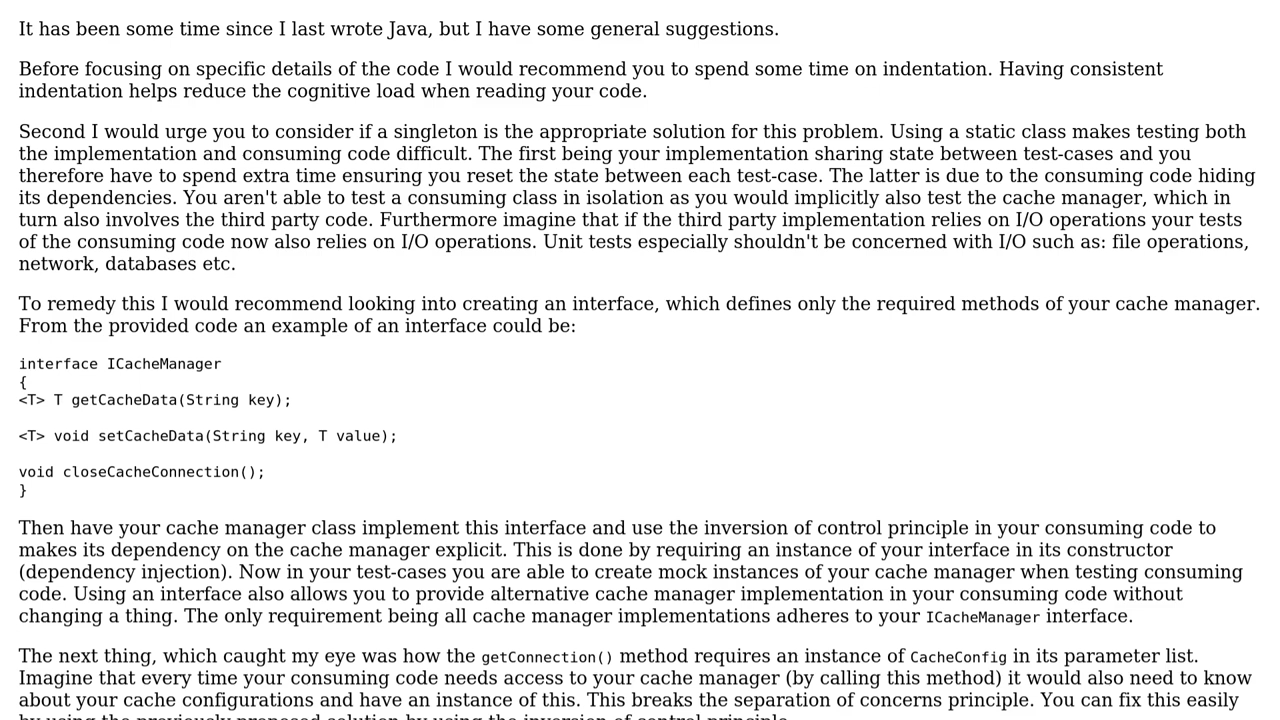 It has been some time since I last wrote Java, but I have some general suggestions.
Before focusing on specific details of the code I would recommend you to spend some time on indentation. Having consistent
indentation helps reduce the cognitive load when reading your code.
Second I would urge you to consider if a singleton is the appropriate solution for this problem. Using a static class makes testing both
the implementation and consuming code difficult. The first being your implementation sharing state between test-cases and you
therefore have to spend extra time ensuring you reset the state between each test-case. The latter is due to the consuming code hiding
its dependencies. You aren't able to test a consuming class in isolation as you would implicitly also test the cache manager, which in
turn also involves the third party code. Furthermore imagine that if the third party implementation relies on I/O operations your tests
of the consuming code now also relies on I/O operations. Unit tests especially shouldn't be concerned with I/O such as: file operations,
network, databases etc.
To remedy this I would recommend looking into creating an interface, which defines only the required methods of your cache manager.
From the provided code an example of an interface could be:
interface ICacheManager
{
<T> T getCacheData(String key);
<T> void setCacheData(String key, T value);
void closeCacheConnection();
}
Then have your cache manager class implement this interface and use the inversion of control principle in your consuming code to
makes its dependency on the cache manager explicit. This is done by requiring an instance of your interface in its constructor
(dependency injection). Now in your test-cases you are able to create mock instances of your cache manager when testing consuming
code. Using an interface also allows you to provide alternative cache manager implementation in your consuming code without
changing a thing. The only requirement being all cache manager implementations adheres to your ICacheManager interface.
The next thing, which caught my eye was how the getConnection() method requires an instance of CacheConfig in its parameter list.
Imagine that every time your consuming code needs access to your cache manager (by calling this method) it would also need to know
about your cache configurations and have an instance of this. This breaks the separation of concerns principle. You can fix this easily
by using the previously proposed solution by using the inversion of control principle.